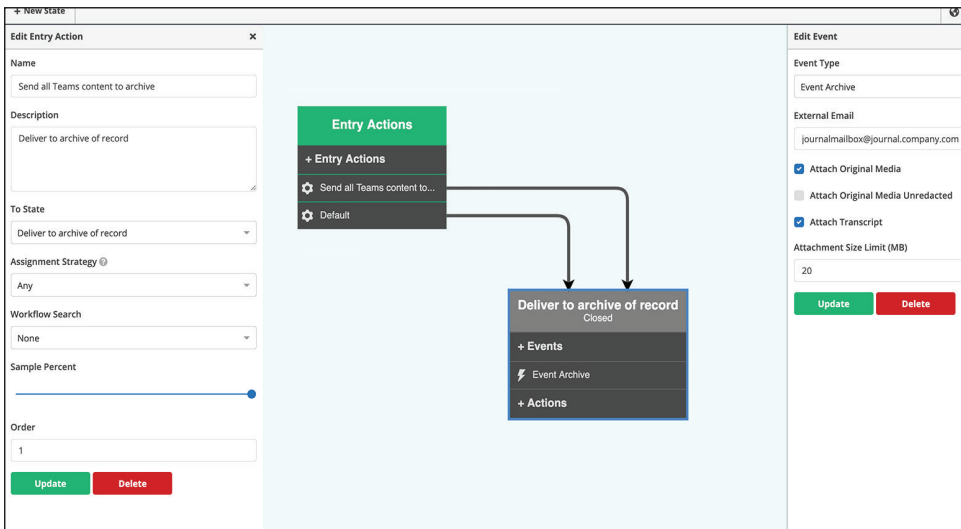 + New State
Edit Entry Action
×
Name
Send all Teams content to archive
Description
Deliver to archive of record
To State
Deliver to archive of record
Assignment Strategy
Any
Workflow Search
None
Sample Percent
Order
1
Update
Delete
Entry Actions
+ Entry Actions
Send all Teams content to...
Default
Deliver to archive of record
Closed
+ Events
Event Archive
+ Actions
Edit Event
Event Type
Event Archive
External Email
journalmailbox@journal.company.com
Attach Original Media
Attach Original Media Unredacted
Attach Transcript
Attachment Size Limit (MB)
20
Update
Delete